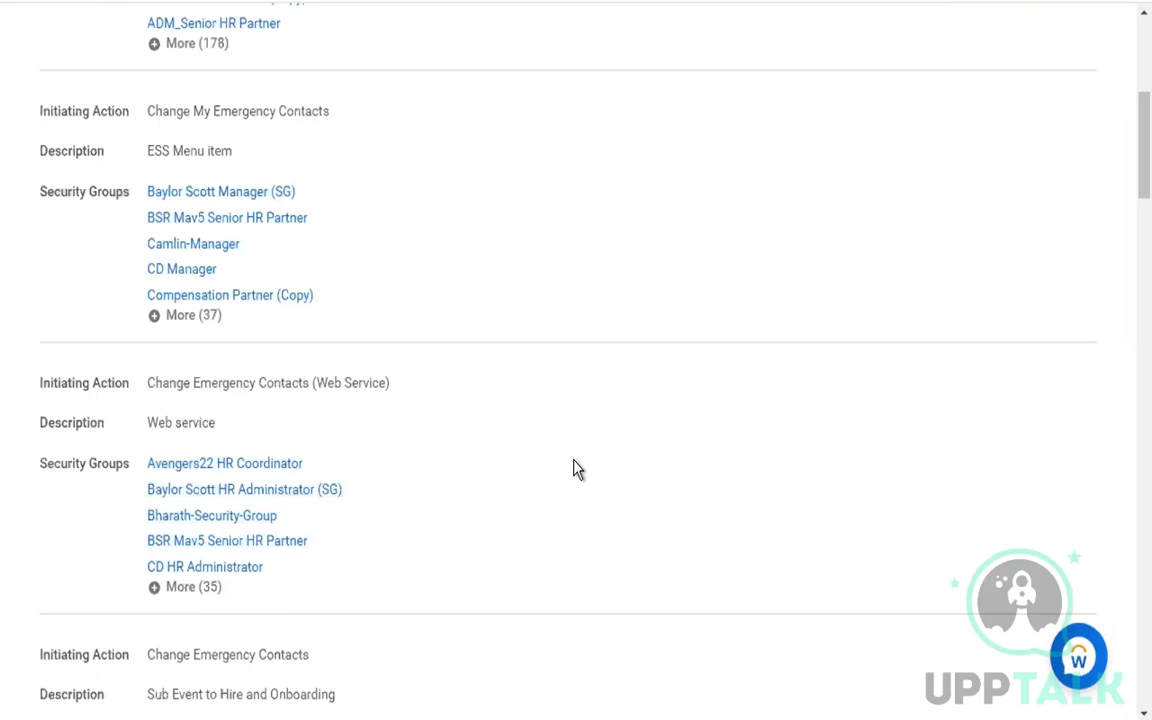 ADM_Senior HR Partner
More (178)
Initiating Action Change My Emergency Contacts
Description ESS Menu item
Security Groups Baylor Scott Manager (SG)
BSR Mav5 Senior HR Partner
Camlin-Manager
CD Manager
Compensation Partner (Copy)
More (37)
Initiating Action Change Emergency Contacts (Web Service)
Description Web service
Security Groups Avengers22 HR Coordinator
Baylor Scott HR Administrator (SG)
Bharath-Security-Group
BSR Mav5 Senior HR Partner
CD HR Administrator
More (35)
Initiating Action Change Emergency Contacts
Description Sub Event to Hire and Onboarding
W
UPPTALK